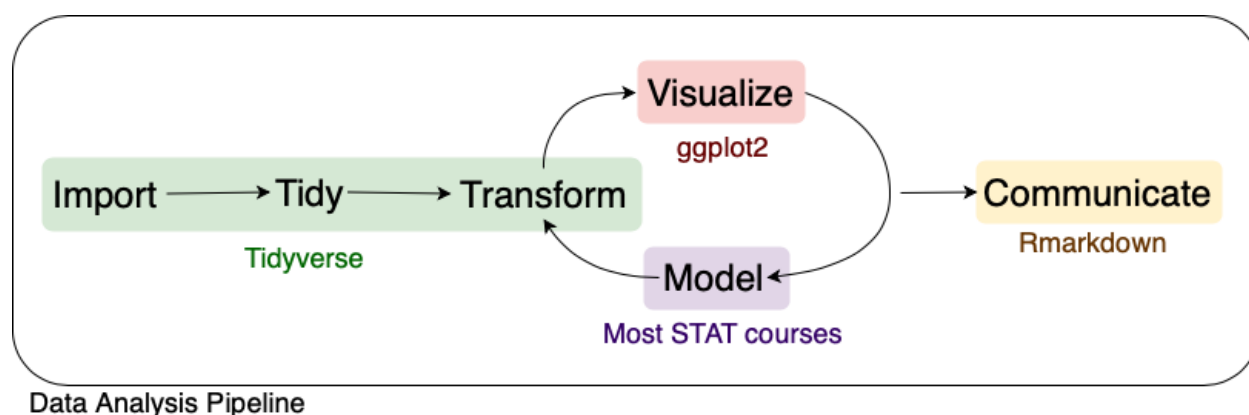 Visualize
ggplot2
Import
Tidy
Transform
Tidyverse
Communicate
Rmarkdown
Model
Most STAT courses
Data Analysis Pipeline